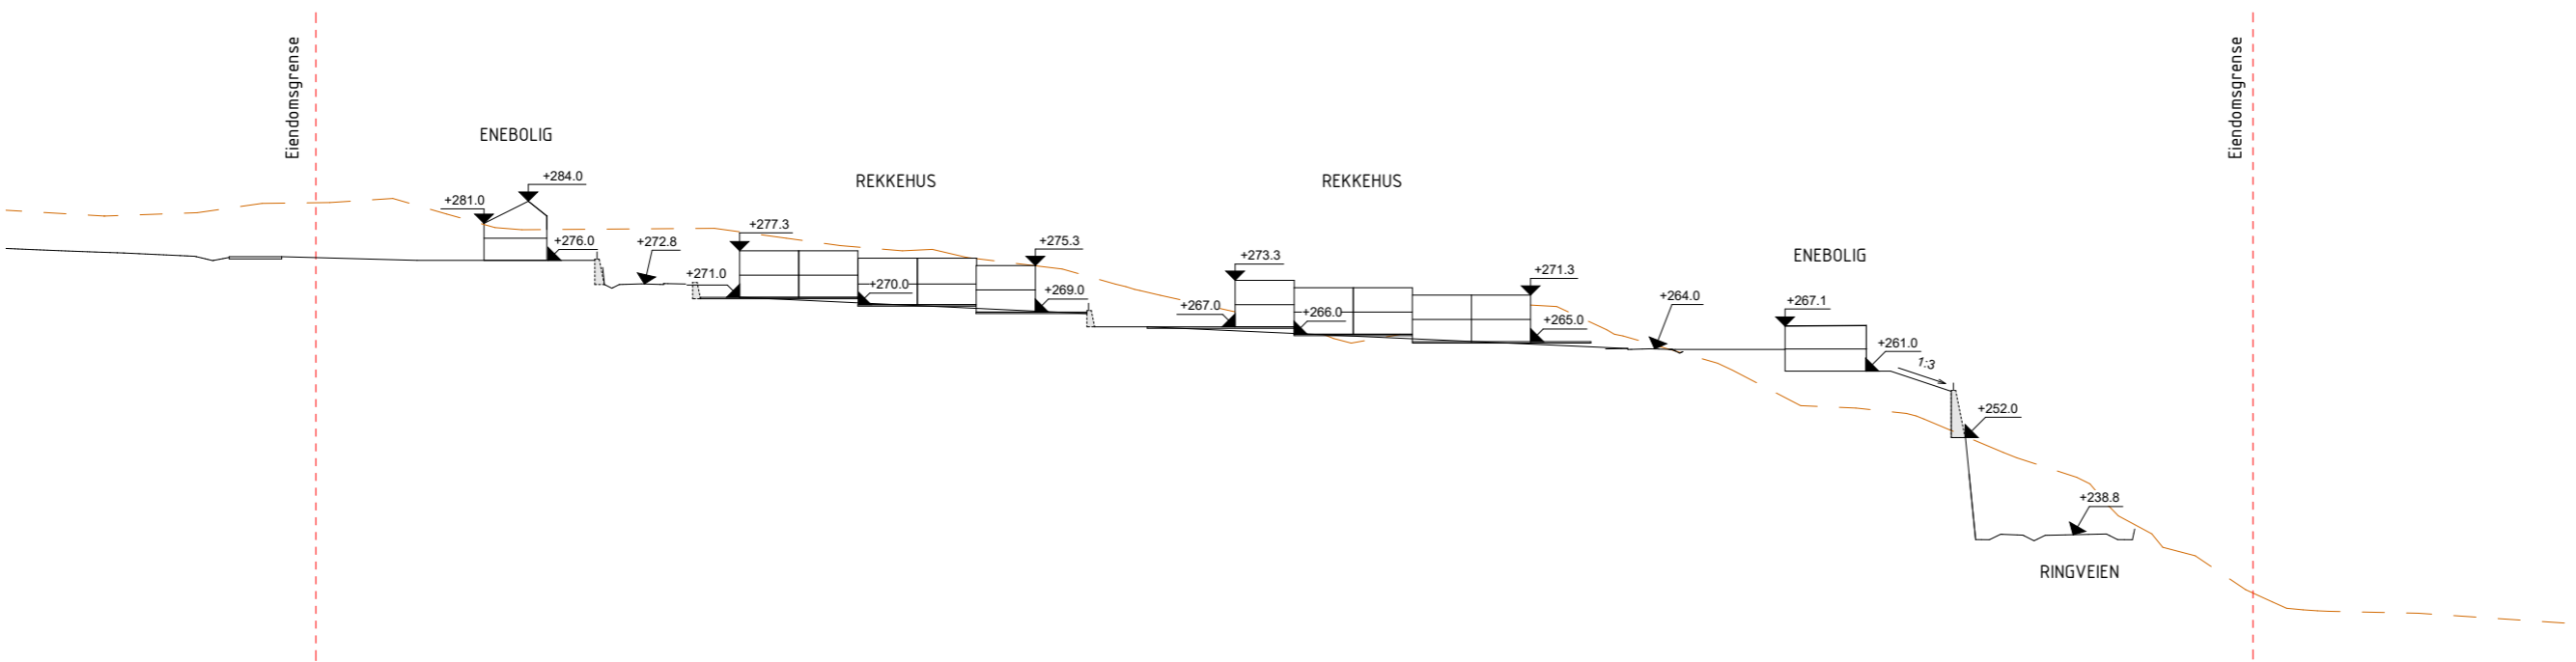 Eiendomsgrense
Eiendomsgrense
ENEBOLIG
REKKEHUS
REKKEHUS
ENEBOLIG
+284.0
+281.0
+276.0
+272.8
+271.0
+277.3
+270.0
+275.3
+269.0
+273.3
+267.0
+266.0
+271.3
+265.0
+264.0
+267.1
+261.0
1:3
+252.0
+238.8
RINGVEIEN